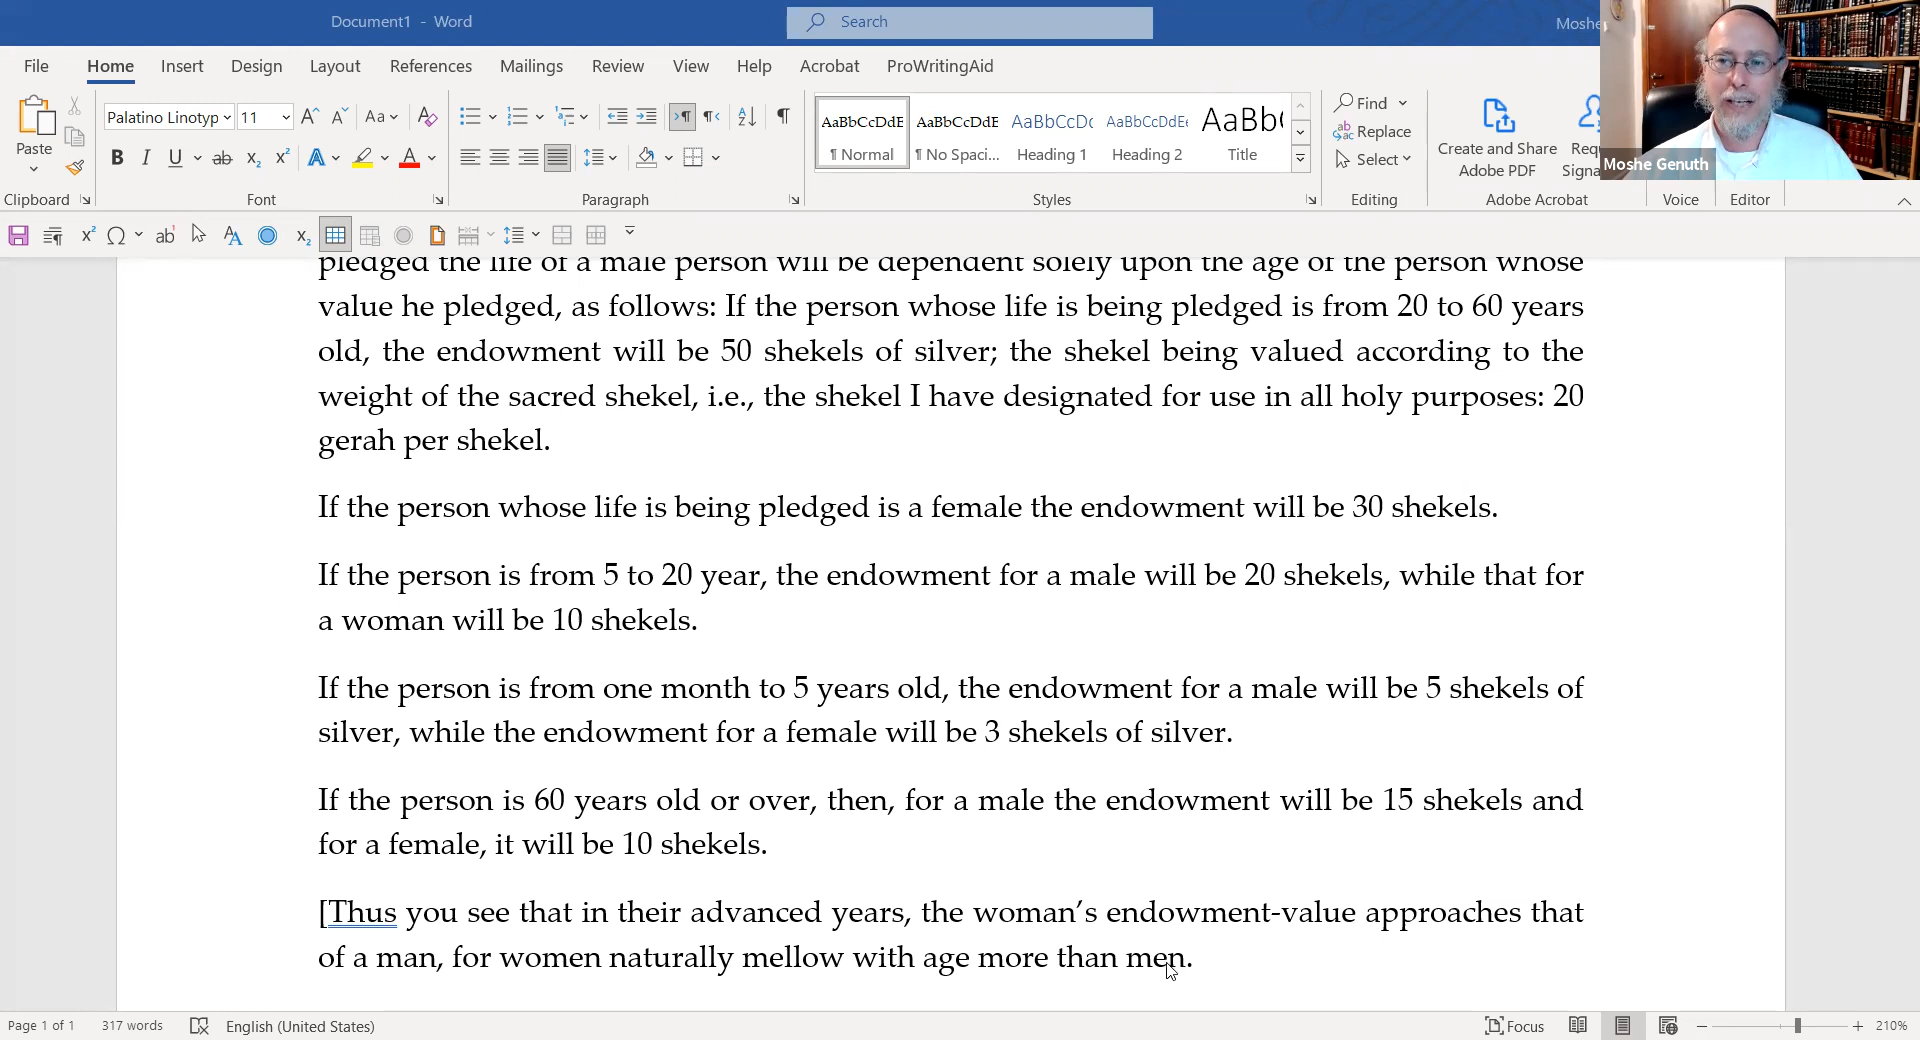 Document1 - Word
Search
Moshe
File Home Insert Design Layout References Mailings Review View Help Acrobat ProWritingAid
Palatino Linotyp 11
Paste
AaBbCcDdE AaBbCcDdE AaBbCcDc AaBbCcDdEe AaBb(
¶ Normal ¶ No Spaci... Heading 1 Heading 2 Title
Find
Replace
Select
Create and Share
Adobe PDF
Req
Signa
Moshe Genuth
Clipboard Font Paragraph Styles Editing Adobe Acrobat Voice Editor
pledged the life of a male person will be dependent solely upon the age of the person whose
value he pledged, as follows: If the person whose life is being pledged is from 20 to 60 years
old, the endowment will be 50 shekels of silver; the shekel being valued according to the
weight of the sacred shekel, i.e., the shekel I have designated for use in all holy purposes: 20
gerah per shekel.
If the person whose life is being pledged is a female the endowment will be 30 shekels.
If the person is from 5 to 20 year, the endowment for a male will be 20 shekels, while that for
a woman will be 10 shekels.
If the person is from one month to 5 years old, the endowment for a male will be 5 shekels of
silver, while the endowment for a female will be 3 shekels of silver.
If the person is 60 years old or over, then, for a male the endowment will be 15 shekels and
for a female, it will be 10 shekels.
[Thus you see that in their advanced years, the woman's endowment-value approaches that
of a man, for women naturally mellow with age more than men.
Page 1 of 1 317 words English (United States) Focus 210%